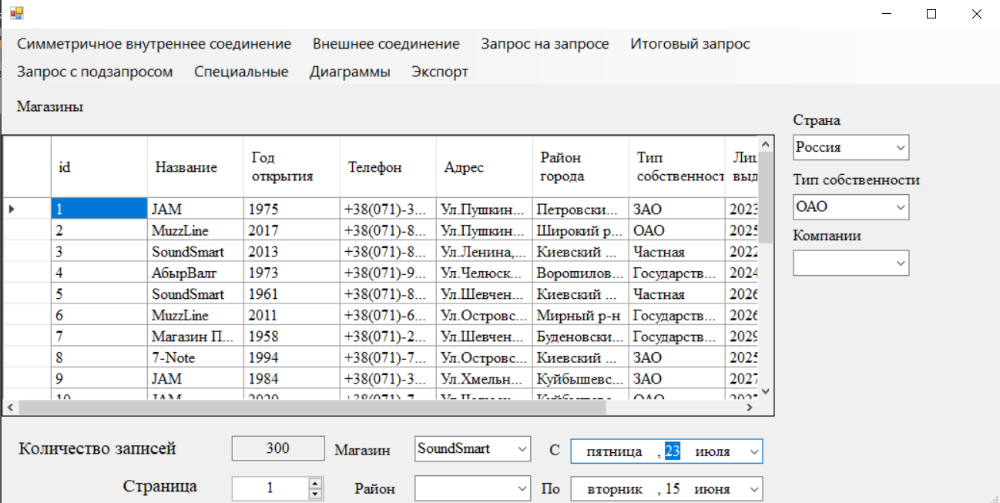 Симметричное внутреннее соединение Внешнее соединение Запрос на запросе Итоговый запрос
Запрос с подзапросом Специальные Диаграммы Экспорт
Магазины
id Название Год открытия Телефон Адрес Район города Тип собственност Лиц выд
1 JAM 1975 +38(071)-3... Ул.Пушкин... Петровски... ЗАО 2023
2 MuzzLine 2017 +38(071)-8... Ул.Пушкин... Широкий р... ОАО 2025
3 SoundSmart 2013 +38(071)-8... Ул.Ленина,... Киевский ... Частная 2022
4 АбырВалг 1973 +38(071)-9... Ул.Челюск... Ворошилов... Государств... 2024
5 SoundSmart 1961 +38(071)-8... Ул.Шевчен... Киевский ... Частная 2026
6 MuzzLine 2011 +38(071)-6... Ул.Островс... Мирный р-н Государств... 2026
7 Магазин П... 1958 +38(071)-2... Ул.Шевчен... Буденовски... Государств... 2029
8 7-Note 1994 +38(071)-7... Ул.Островс... Киевский ... ЗАО 2025
9 JAM 1984 +38(071)-3... Ул.Хмельн... Куйбышевс... ЗАО 2027
10 JAM 2020 +38(071)-7... ОАО
Страна
Россия
Тип собственности
ОАО
Компании
Количество записей 300 Магазин SoundSmart С пятница , 23 июля
Страница 1 Район По вторник , 15 июня